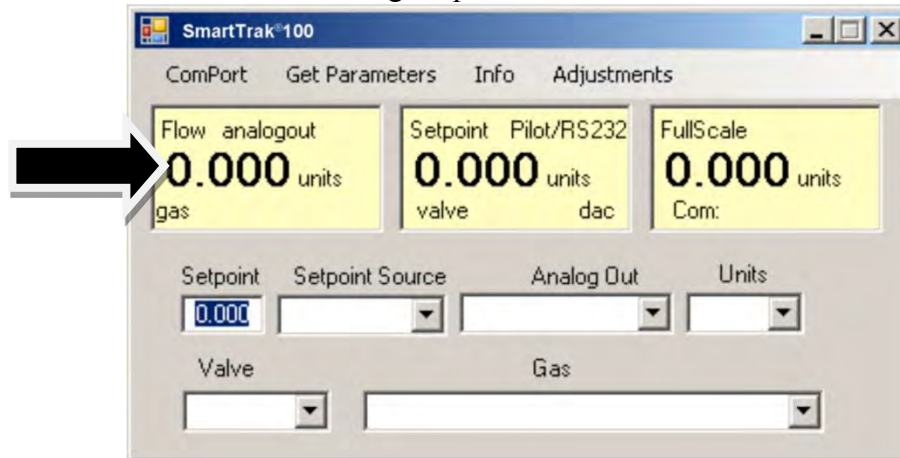 SmartTrak®100
ComPort Get Parameters Info Adjustments
Flow analogout
0.000 units
gas
Setpoint Pilot/RS232
0.000 units
valve dac
FullScale
0.000 units
Com:
Setpoint Setpoint Source Analog Out Units
0.000
Valve Gas